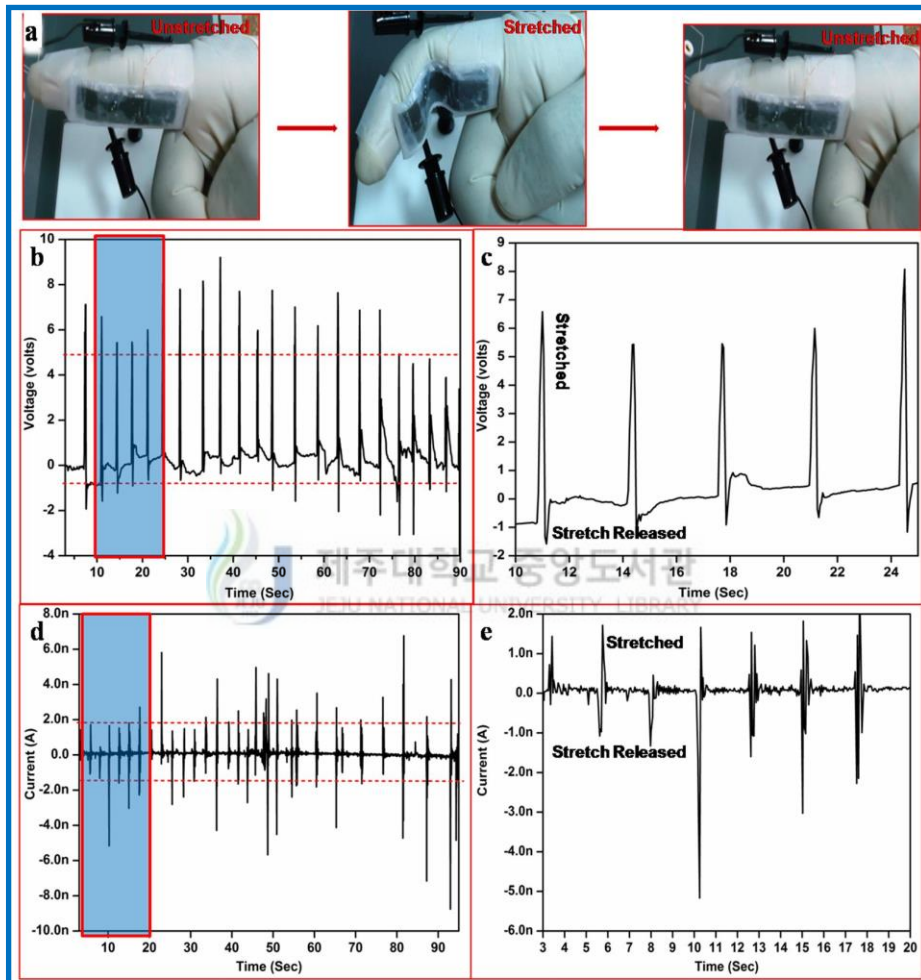 a
Unstretched
Stretched
Unstretched
b
10
8
6
4
2
0
-2
-4
Voltage (volts)
10 20 30 40 50 60 70 80 90
Time (Sec)
c
9
8
7
6
5
4
3
2
1
0
-1
-2
Voltage (volts)
Stretched
Stretch Released
10 12 14 16 18 20 22 24
Time (Sec)
제주대학교 중앙도서관
JEJU NATIONAL UNIVERSITY LIBRARY
d
8.0n
6.0n
4.0n
2.0n
0.0
-2.0n
-4.0n
-6.0n
-8.0n
-10.0n
Current (A)
10 20 30 40 50 60 70 80 90
Time (Sec)
e
2.0n
1.0n
0.0
-1.0n
-2.0n
-3.0n
-4.0n
-5.0n
-6.0n
Current (A)
Stretched
Stretch Released
3 4 5 6 7 8 9 10 11 12 13 14 15 16 17 18 19 20
Time (Sec)